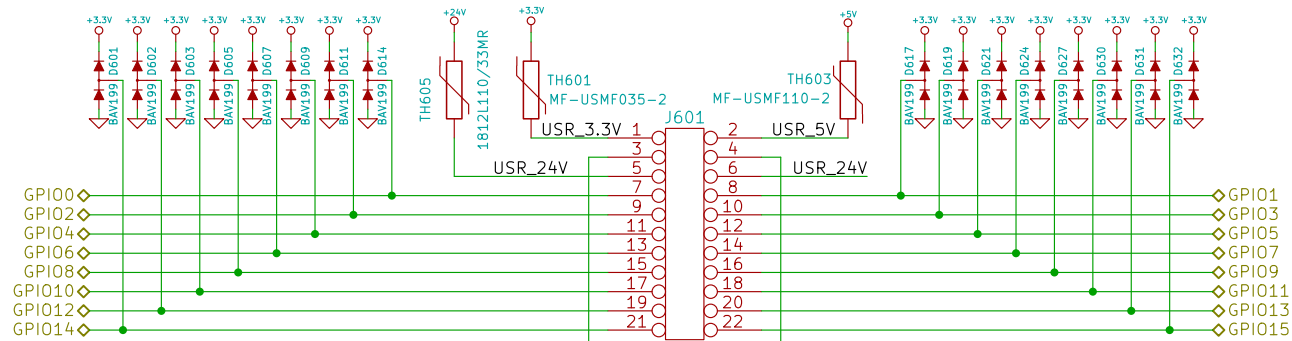 +3.3V +3.3V +3.3V +3.3V +3.3V +3.3V +3.3V +3.3V +24V +3.3V +5V +3.3V +3.3V +3.3V +3.3V +3.3V +3.3V +3.3V +3.3V
D601 D602 D603 D605 D607 D609 D611 D614
BAV199 BAV199 BAV199 BAV199 BAV199 BAV199 BAV199 BAV199
TH605
1812L110/33MR
TH601
MF-USMF035-2
TH603
MF-USMF110-2
D617 D619 D621 D624 D627 D630 D631 D632
BAV199 BAV199 BAV199 BAV199 BAV199 BAV199 BAV199 BAV199
J601
USR_3.3V 1 2 USR_5V
3 4
USR_24V 5 6 USR_24V
GPIO0 7 8 GPIO1
GPIO2 9 10 GPIO3
GPIO4 11 12 GPIO5
GPIO6 13 14 GPIO7
GPIO8 15 16 GPIO9
GPIO10 17 18 GPIO11
GPIO12 19 20 GPIO13
GPIO14 21 22 GPIO15